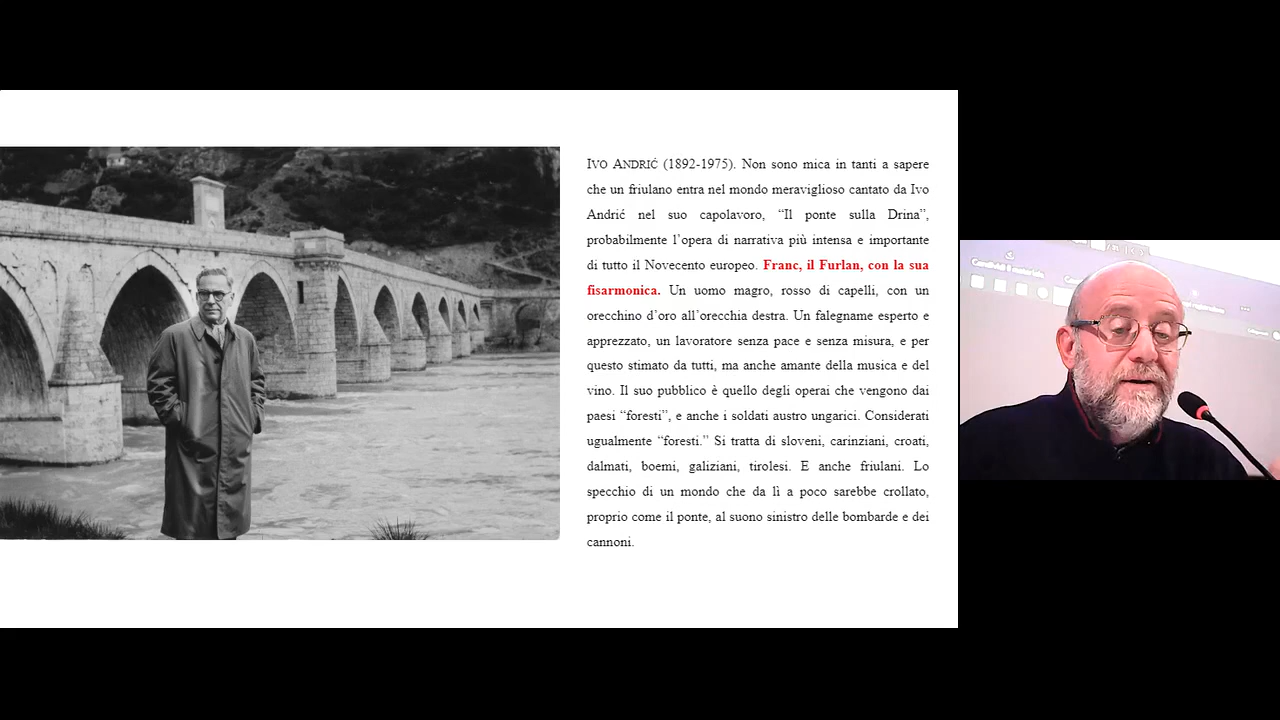 IVO ANDRIĆ (1892-1975). Non sono mica in tanti a sapere
che un friulano entra nel mondo meraviglioso cantato da Ivo
Andrić nel suo capolavoro, “Il ponte sulla Drina”,
probabilmente l’opera di narrativa più intensa e importante
di tutto il Novecento europeo. Franc, il Furlan, con la sua
fisarmonica. Un uomo magro, rosso di capelli, con un
orecchino d’oro all’orecchia destra. Un falegname esperto e
apprezzato, un lavoratore senza pace e senza misura, e per
questo stimato da tutti, ma anche amante della musica e del
vino. Il suo pubblico è quello degli operai che vengono dai
paesi “foresti”, e anche i soldati austro ungarici. Considerati
ugualmente “foresti.” Si tratta di sloveni, carinziani, croati,
dalmati, boemi, galiziani, tirolesi. E anche friulani. Lo
specchio di un mondo che da lì a poco sarebbe crollato,
proprio come il ponte, al suono sinistro delle bombarde e dei
cannoni.